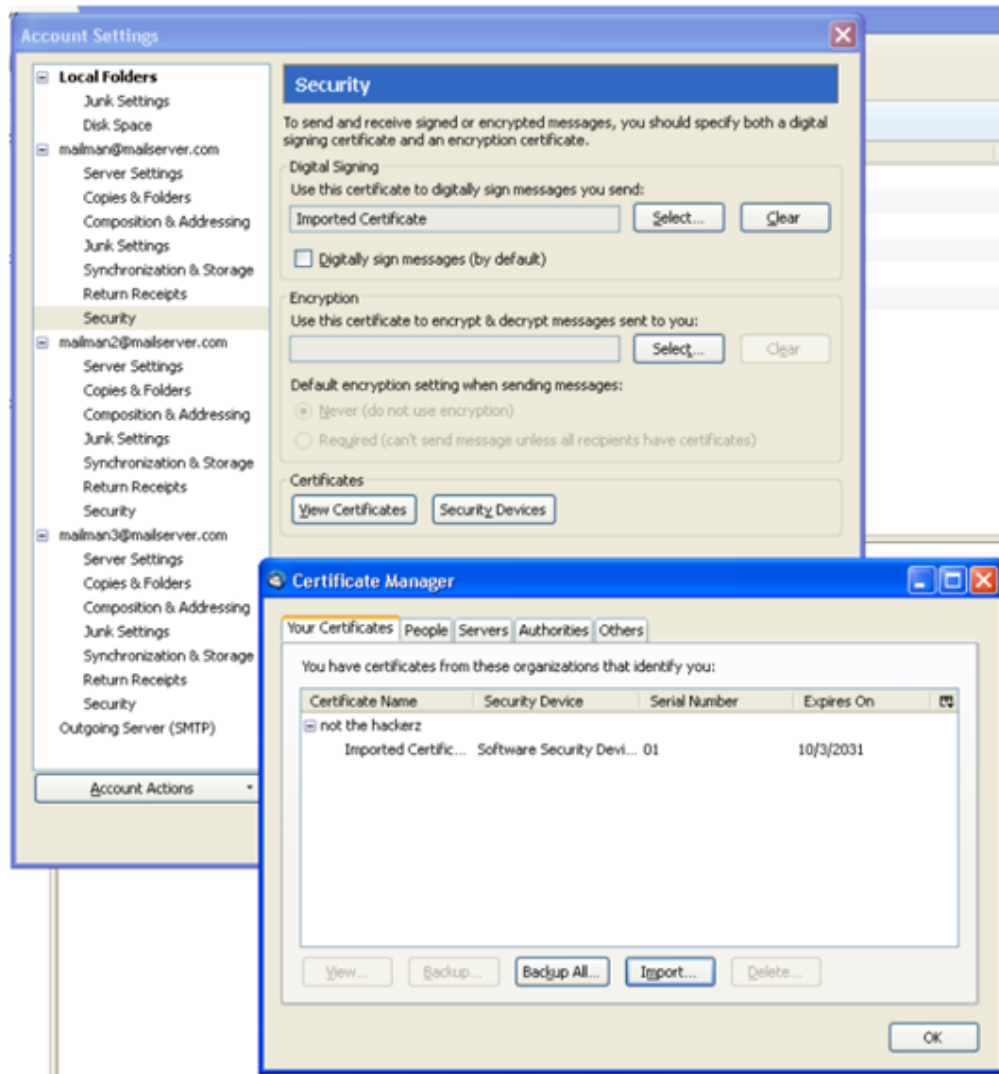 Account Settings
Local Folders
Junk Settings
Disk Space
mailman@mailserver.com
Server Settings
Copies & Folders
Composition & Addressing
Junk Settings
Synchronization & Storage
Return Receipts
Security
mailman2@mailserver.com
Server Settings
Copies & Folders
Composition & Addressing
Junk Settings
Synchronization & Storage
Return Receipts
Security
mailman3@mailserver.com
Server Settings
Copies & Folders
Composition & Addressing
Junk Settings
Synchronization & Storage
Return Receipts
Security
Outgoing Server (SMTP)
Account Actions
Security
To send and receive signed or encrypted messages, you should specify both a digital
signing certificate and an encryption certificate.
Digital Signing
Use this certificate to digitally sign messages you send:
Imported Certificate Select... Clear
Digitally sign messages (by default)
Encryption
Use this certificate to encrypt & decrypt messages sent to you:
Select... Clear
Default encryption setting when sending messages:
Never (do not use encryption)
Required (can't send message unless all recipients have certificates)
Certificates
View Certificates Security Devices
Certificate Manager
Your Certificates People Servers Authorities Others
You have certificates from these organizations that identify you:
Certificate Name Security Device Serial Number Expires On
not the hackerz
Imported Certific... Software Security Devi... 01 10/3/2031
View... Backup... Backup All... Import... Delete...
OK